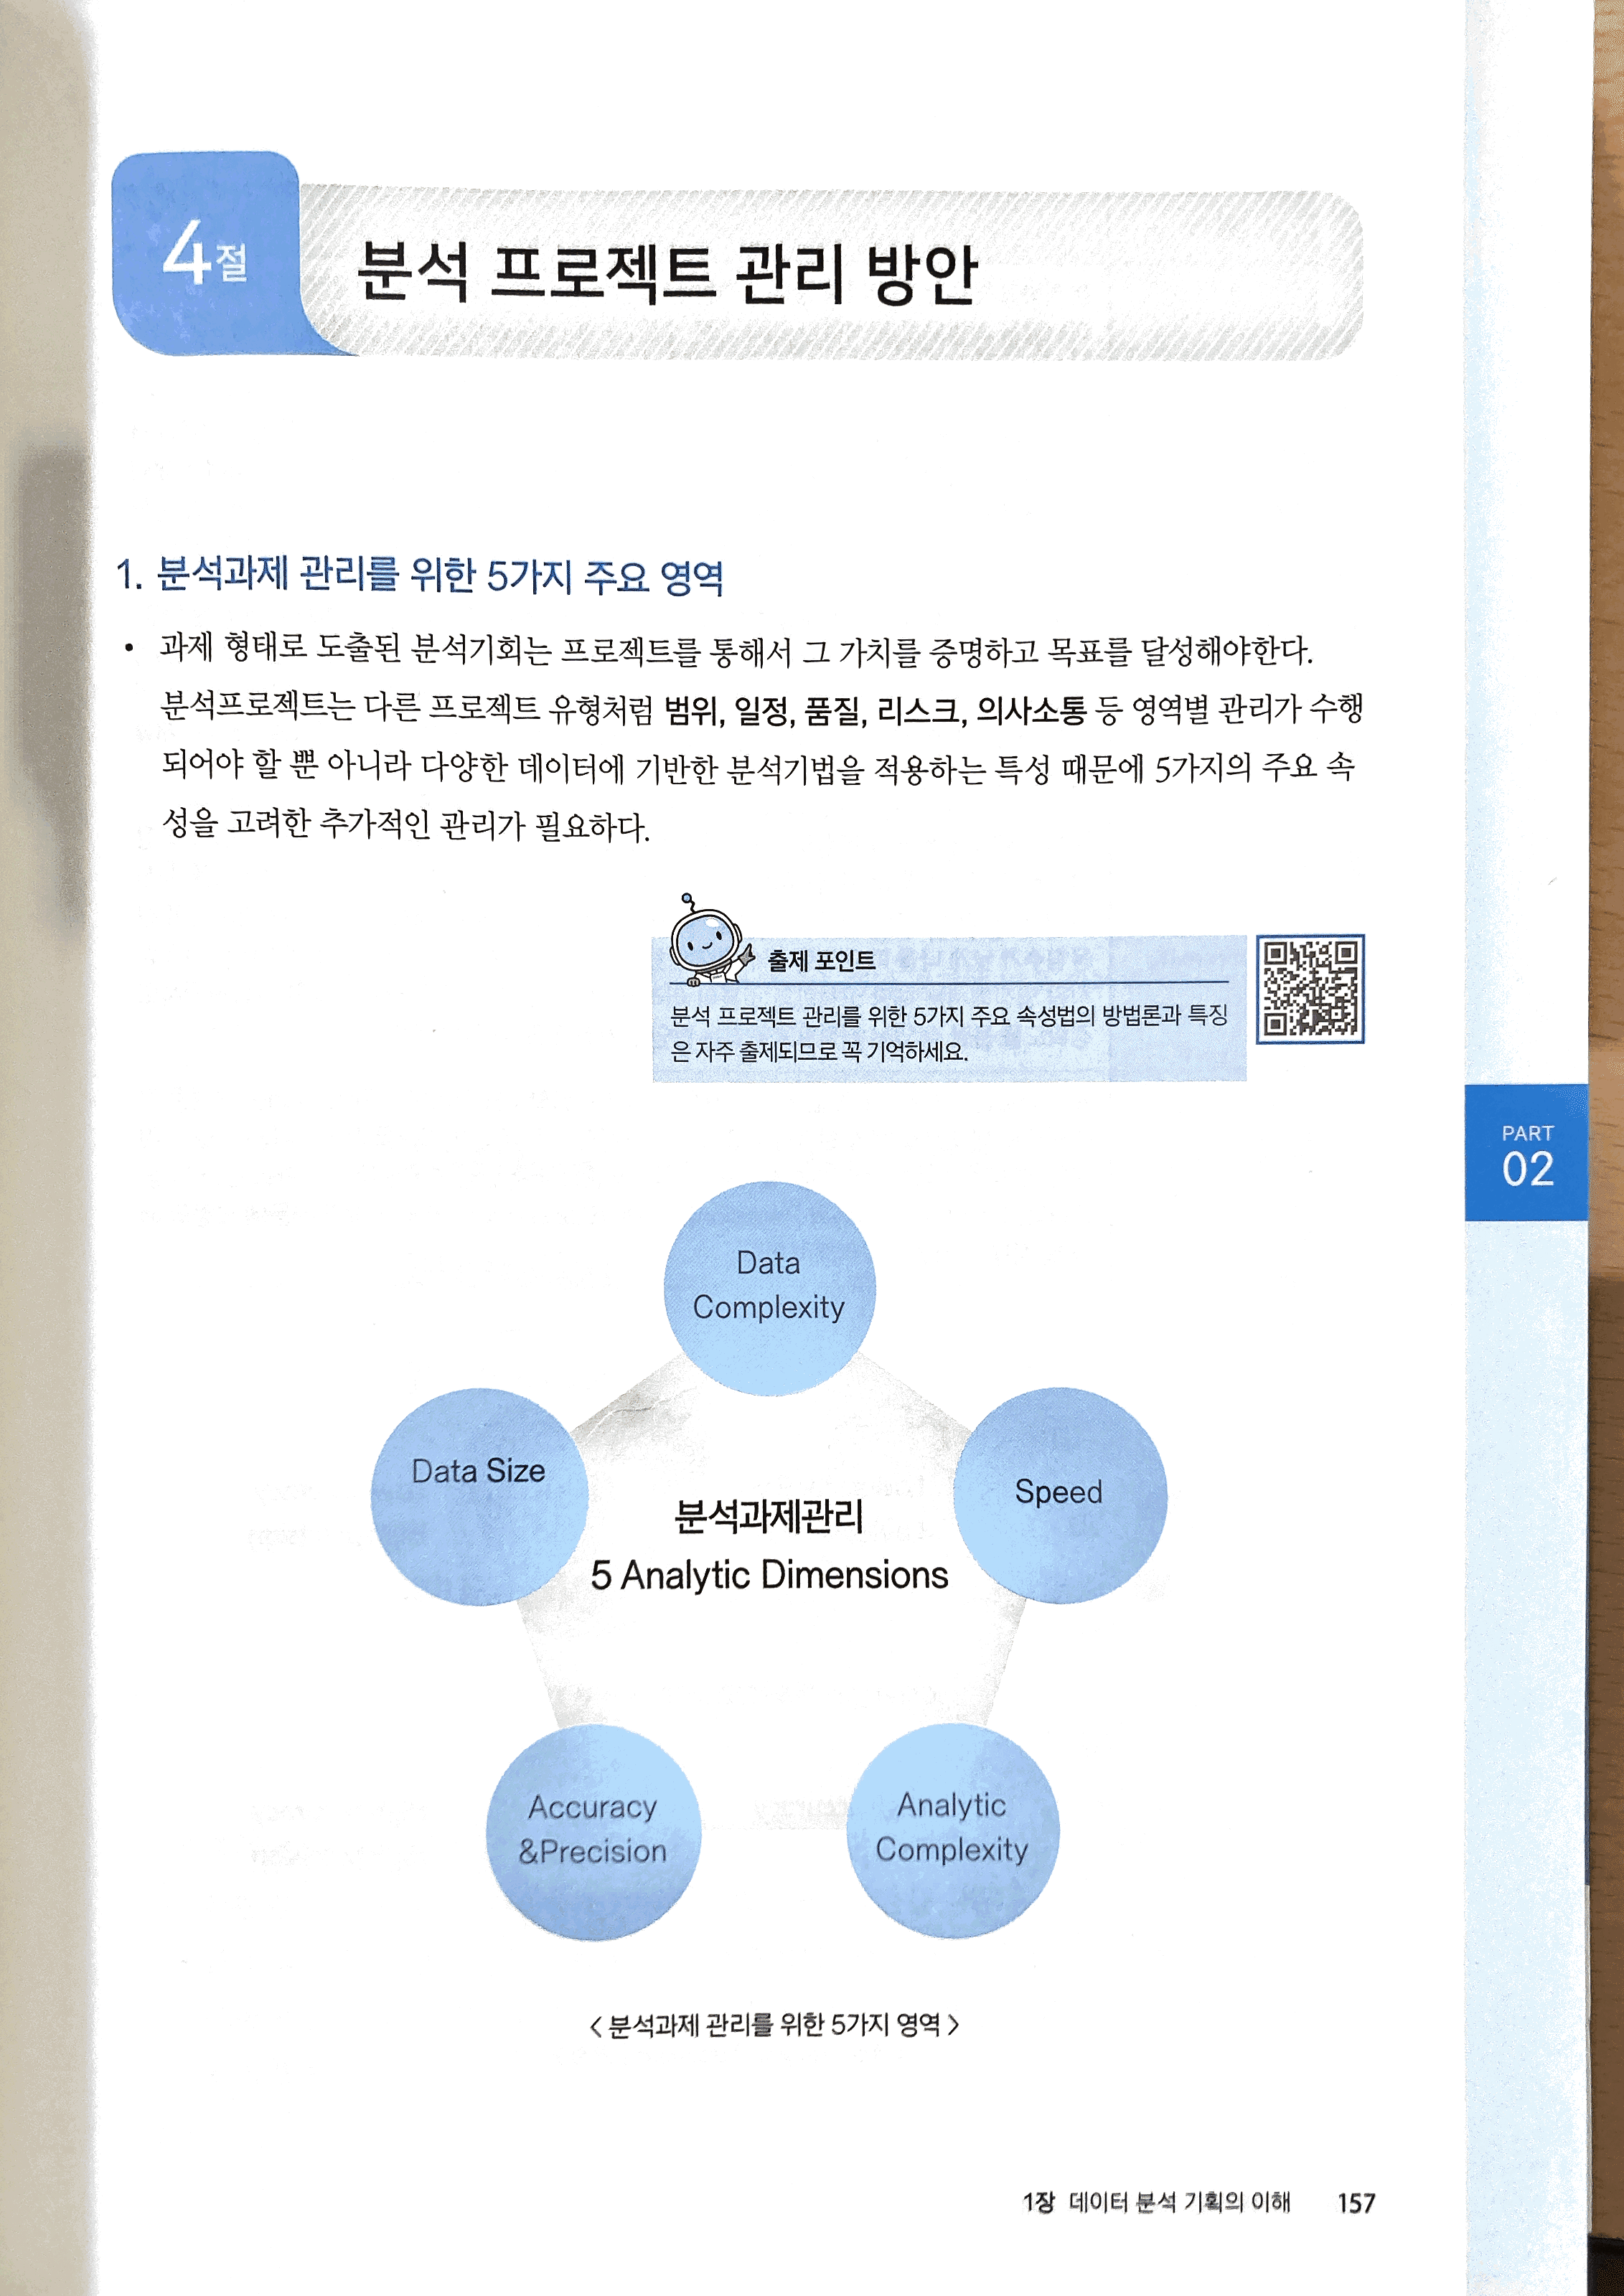 4절
분석 프로젝트 관리 방안
1. 분석과제 관리를 위한 5가지 주요 영역
• 과제 형태로 도출된 분석기회는 프로젝트를 통해서 그 가치를 증명하고 목표를 달성해야한다.
분석프로젝트는 다른 프로젝트 유형처럼 범위, 일정, 품질, 리스크, 의사소통 등 영역별 관리가 수행
되어야 할 뿐 아니라 다양한 데이터에 기반한 분석기법을 적용하는 특성 때문에 5가지의 주요 속
성을 고려한 추가적인 관리가 필요하다.
출제 포인트
분석 프로젝트 관리를 위한 5가지 주요 속성법의 방법론과 특징
은 자주 출제되므로 꼭 기억하세요.
PART
02
Data
Complexity
Data Size
Speed
분석과제관리
5 Analytic Dimensions
Accuracy
&Precision
Analytic
Complexity
< 분석과제 관리를 위한 5가지 영역 >
1장 데이터 분석 기획의 이해 157